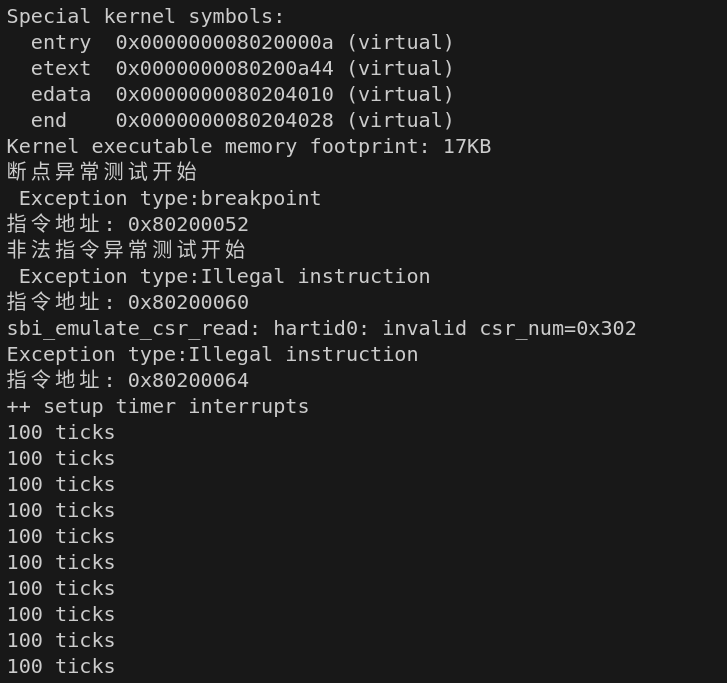 Special kernel symbols:
  entry  0x000000008020000a (virtual)
  etext  0x0000000080200a44 (virtual)
  edata  0x0000000080204010 (virtual)
  end    0x0000000080204028 (virtual)
Kernel executable memory footprint: 17KB
断点异常测试开始
 Exception type:breakpoint
指令地址: 0x80200052
非法指令异常测试开始
 Exception type:Illegal instruction
指令地址: 0x80200060
sbi_emulate_csr_read: hartid0: invalid csr_num=0x302
Exception type:Illegal instruction
指令地址: 0x80200064
++ setup timer interrupts
100 ticks
100 ticks
100 ticks
100 ticks
100 ticks
100 ticks
100 ticks
100 ticks
100 ticks
100 ticks